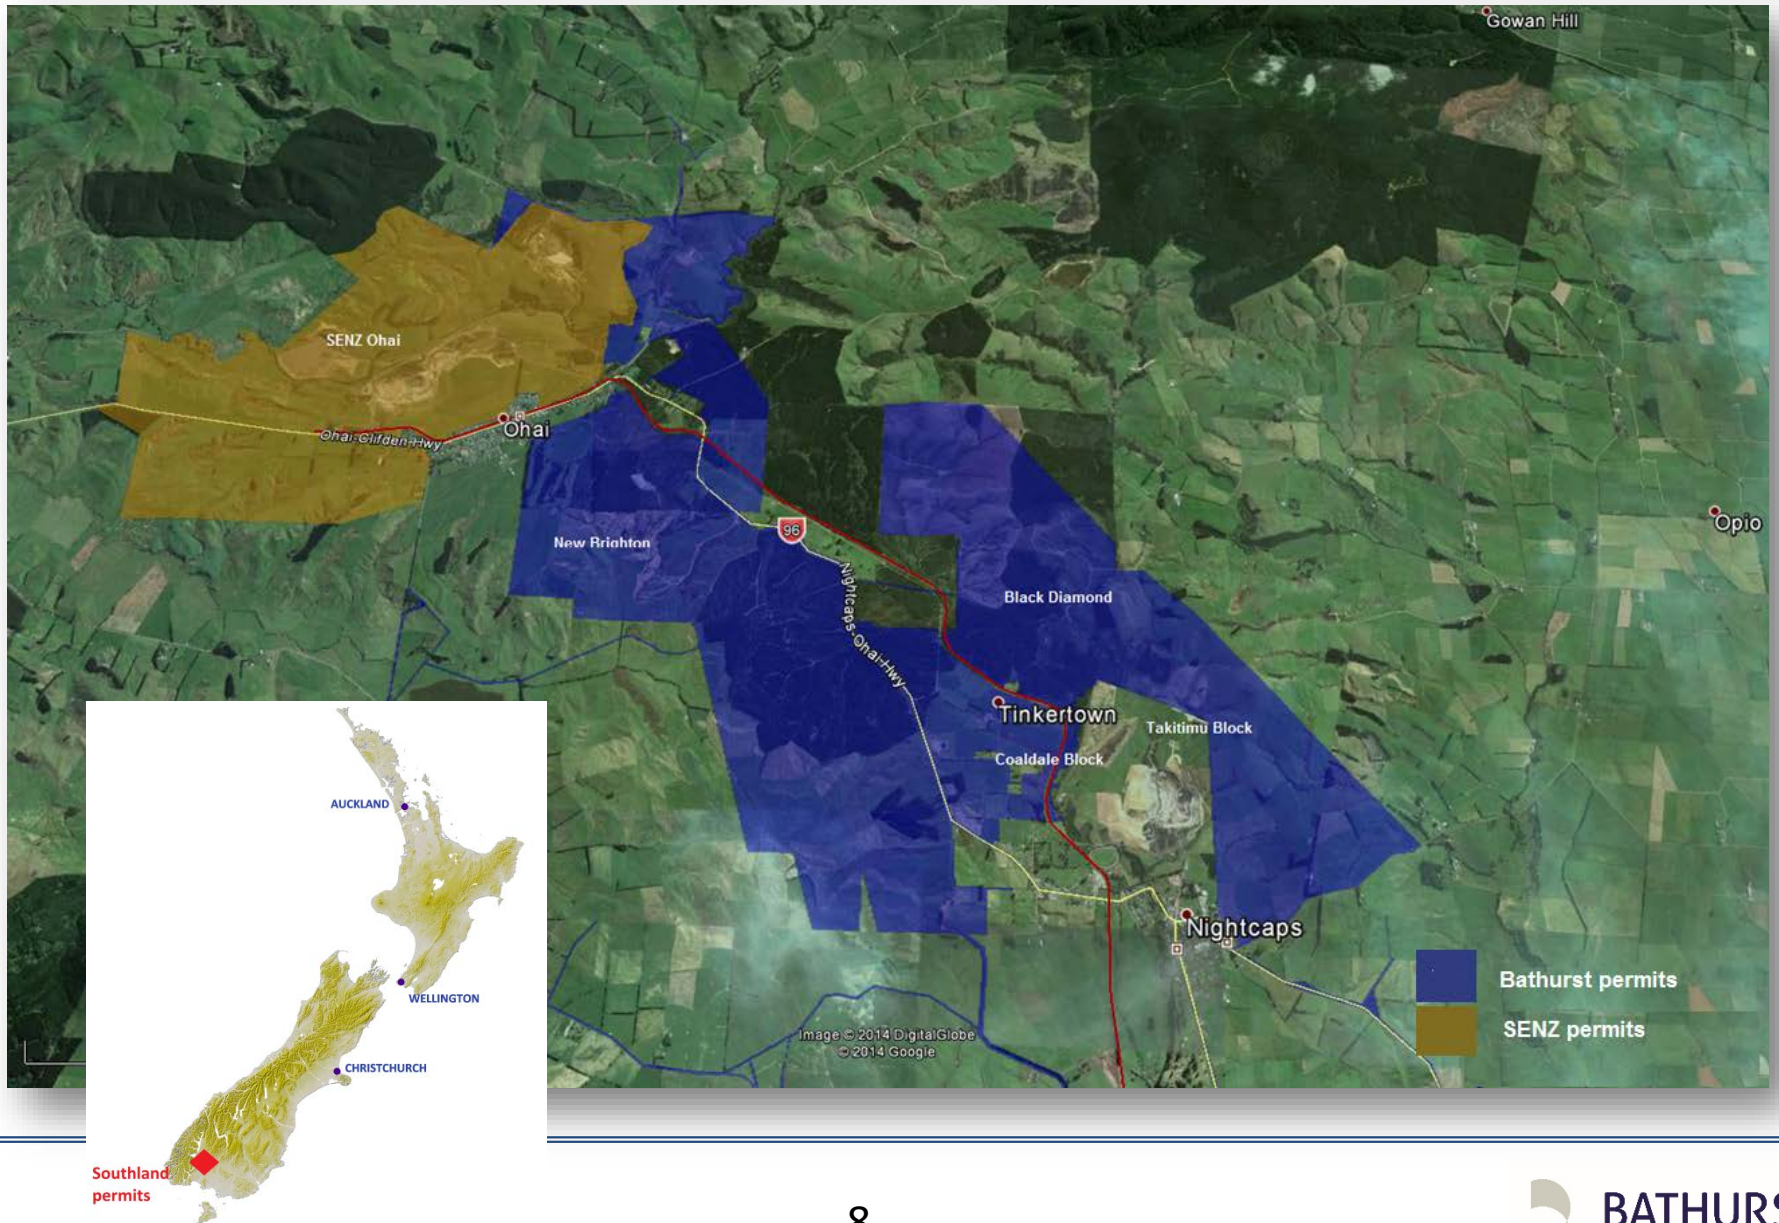 Gowan Hill
SENZ Ohai
Ohai-Clifden-Hwy
Ohai
Opio
96
New Brighton
Nightcaps-Ohai-Hwy
Black Diamond
Tinkertown
Takitimu Block
Coaldale Block
Nightcaps
Bathurst permits
SENZ permits
Image © 2014 DigitalGlobe
© 2014 Google
AUCKLAND
WELLINGTON
CHRISTCHURCH
Southland
permits
8
BATHURS